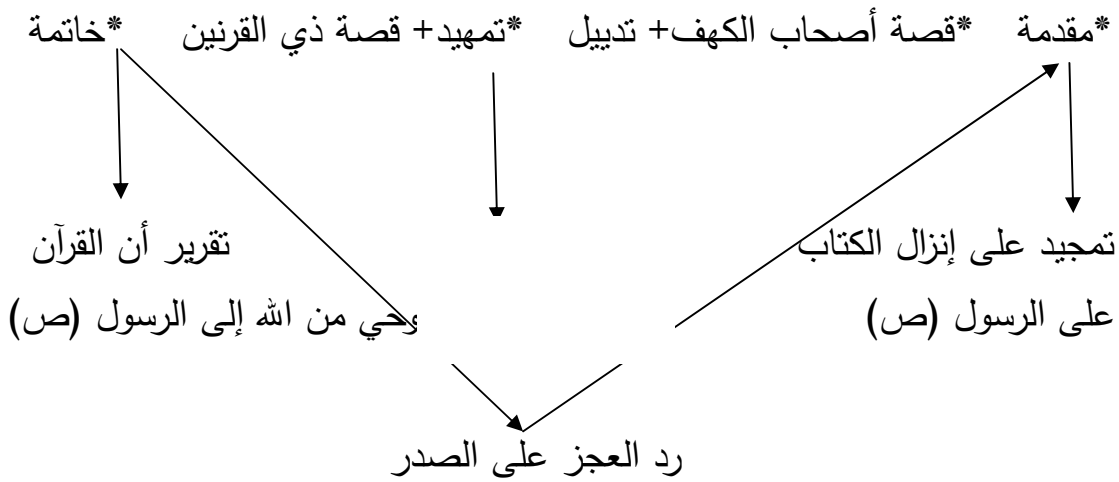 *مقدمة *قصة أصحاب الكهف+ تدييل *تمهيد+ قصة ذي القرنين *خاتمة
تمجيد على إنزال الكتاب تقرير أن القرآن
على الرسول (ص) وحي من الله إلى الرسول (ص)
رد العجز على الصدر